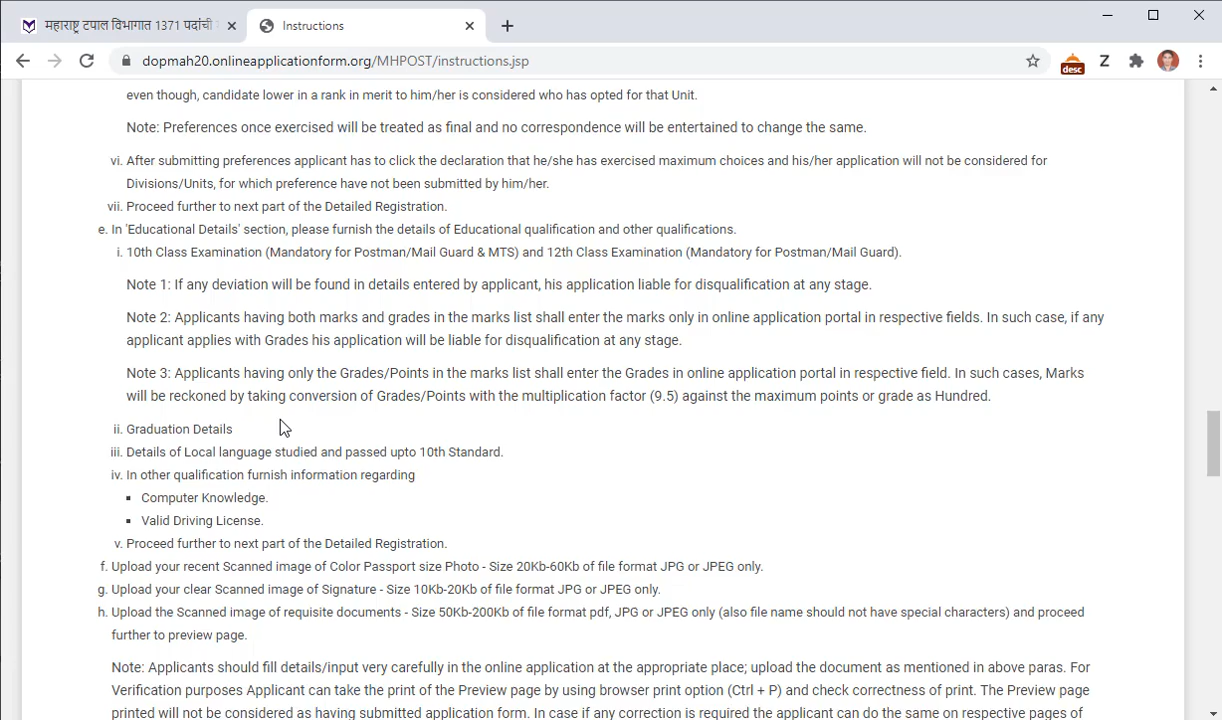 महाराष्ट्र टपाल विभागात 1371 पदांची
Instructions
dopmah20.onlineapplicationform.org/MHPOST/instructions.jsp
desc
Z
even though, candidate lower in a rank in merit to him/her is considered who has opted for that Unit.
Note: Preferences once exercised will be treated as final and no correspondence will be entertained to change the same.
vi. After submitting preferences applicant has to click the declaration that he/she has exercised maximum choices and his/her application will not be considered for
Divisions/Units, for which preference have not been submitted by him/her.
vii. Proceed further to next part of the Detailed Registration.
e. In 'Educational Details' section, please furnish the details of Educational qualification and other qualifications.
i. 10th Class Examination (Mandatory for Postman/Mail Guard & MTS) and 12th Class Examination (Mandatory for Postman/Mail Guard).
Note 1: If any deviation will be found in details entered by applicant, his application liable for disqualification at any stage.
Note 2: Applicants having both marks and grades in the marks list shall enter the marks only in online application portal in respective fields. In such case, if any
applicant applies with Grades his application will be liable for disqualification at any stage.
Note 3: Applicants having only the Grades/Points in the marks list shall enter the Grades in online application portal in respective field. In such cases, Marks
will be reckoned by taking conversion of Grades/Points with the multiplication factor (9.5) against the maximum points or grade as Hundred.
ii. Graduation Details
iii. Details of Local language studied and passed upto 10th Standard.
iv. In other qualification furnish information regarding
▪ Computer Knowledge.
▪ Valid Driving License.
v. Proceed further to next part of the Detailed Registration.
f. Upload your recent Scanned image of Color Passport size Photo - Size 20Kb-60Kb of file format JPG or JPEG only.
g. Upload your clear Scanned image of Signature - Size 10Kb-20Kb of file format JPG or JPEG only.
h. Upload the Scanned image of requisite documents - Size 50Kb-200Kb of file format pdf, JPG or JPEG only (also file name should not have special characters) and proceed
further to preview page.
Note: Applicants should fill details/input very carefully in the online application at the appropriate place; upload the document as mentioned in above paras. For
Verification purposes Applicant can take the print of the Preview page by using browser print option (Ctrl + P) and check correctness of print. The Preview page
printed will not be considered as having submitted application form. In case if any correction is required the applicant can do the same on respective pages of